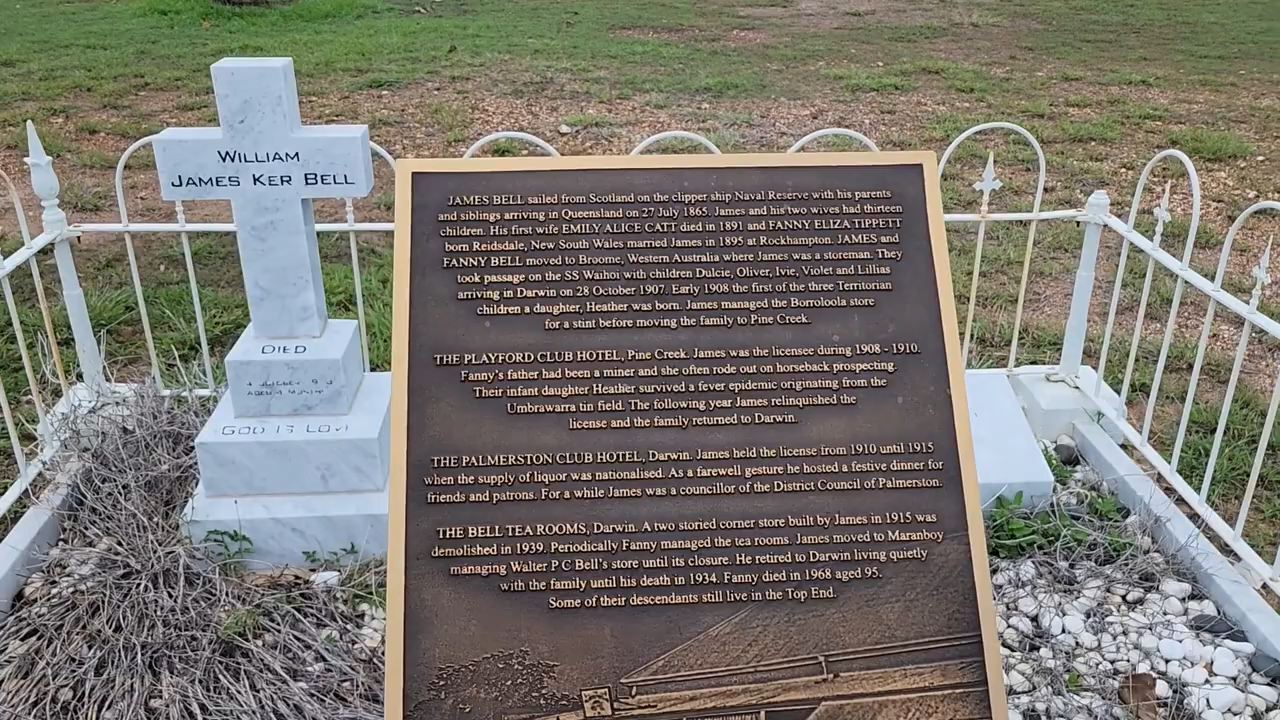 WILLIAM
JAMES KER BELL
DIED
GOD IS LOVE
JAMES BELL sailed from Scotland on the clipper ship Naval Reserve with his parents
and siblings arriving in Queensland on 27 July 1865. James and his two wives had thirteen
children. His first wife EMILY ALICE CATT died in 1891 and FANNY ELIZA TIPPETT
born Reidsdale, New South Wales married James in 1895 at Rockhampton. JAMES and
FANNY BELL moved to Broome, Western Australia where James was a storeman. They
took passage on the SS Waihoi with children Dulcie, Oliver, Ivie, Violet and Lillias
arriving in Darwin on 28 October 1907. Early 1908 the first of the three Territorian
children a daughter, Heather was born. James managed the Borroloola store
for a stint before moving the family to Pine Creek.
THE PLAYFORD CLUB HOTEL, Pine Creek. James was the licensee during 1908 - 1910.
Fanny's father had been a miner and she often rode out on horseback prospecting.
Their infant daughter Heather survived a fever epidemic originating from the
Umbrawarra tin field. The following year James relinquished the
license and the family returned to Darwin.
THE PALMERSTON CLUB HOTEL, Darwin. James held the license from 1910 until 1915
when the supply of liquor was nationalised. As a farewell gesture he hosted a festive dinner for
friends and patrons. For a while James was a councillor of the District Council of Palmerston.
THE BELL TEA ROOMS, Darwin. A two storied corner store built by James in 1915 was
demolished in 1939. Periodically Fanny managed the tea rooms. James moved to Maranboy
managing Walter P C Bell's store until its closure. He retired to Darwin living quietly
with the family until his death in 1934. Fanny died in 1968 aged 95.
Some of their descendants still live in the Top End.